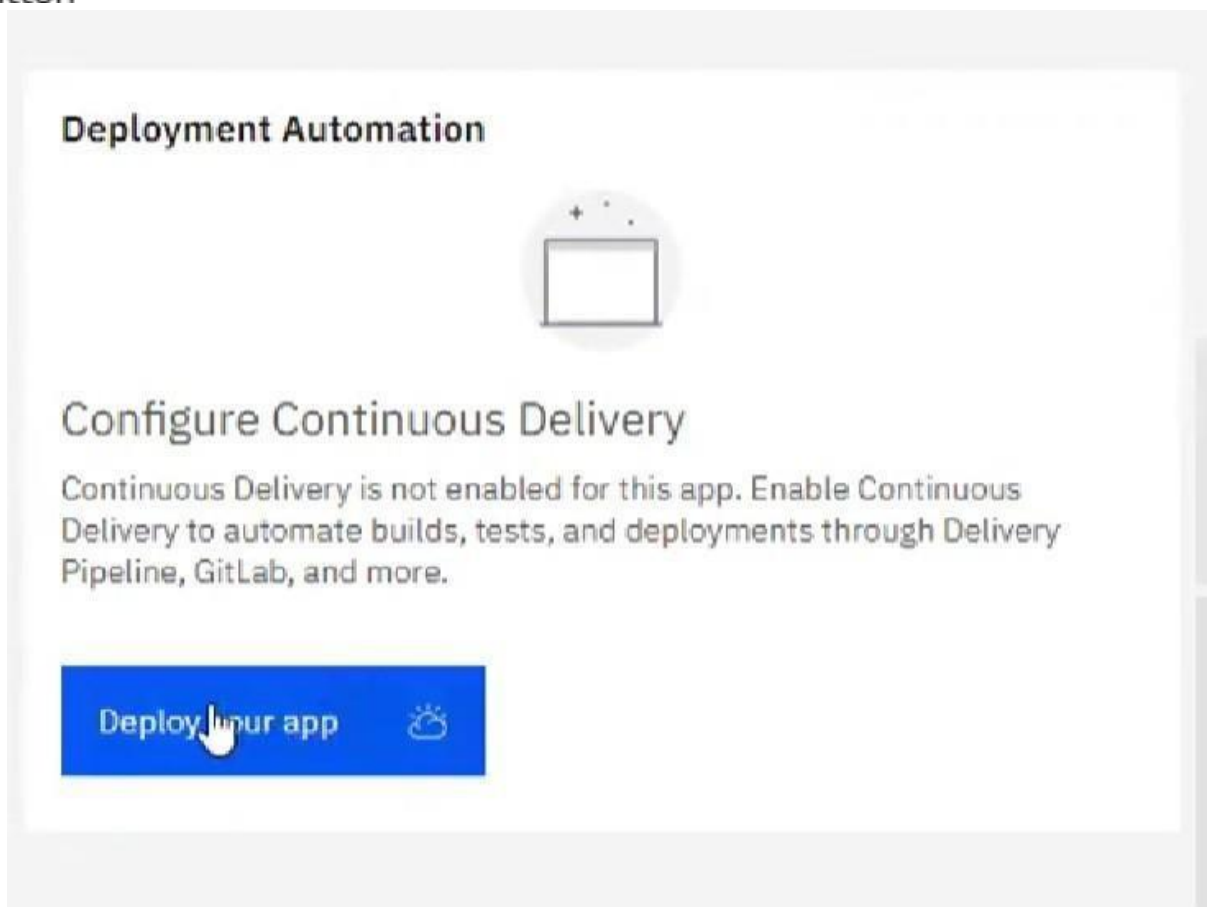 Deployment Automation
Configure Continuous Delivery
Continuous Delivery is not enabled for this app. Enable Continuous
Delivery to automate builds, tests, and deployments through Delivery
Pipeline, GitLab, and more.
Deploy your app